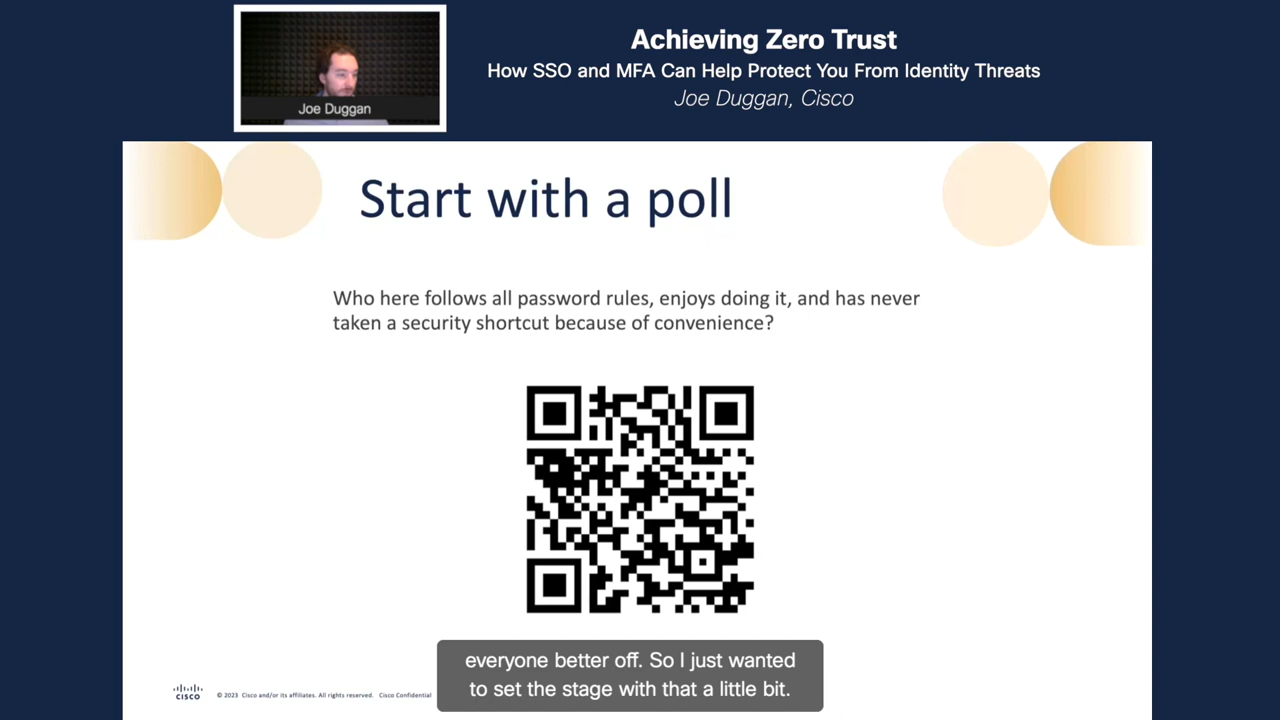 Joe Duggan
Achieving Zero Trust
How SSO and MFA Can Help Protect You From Identity Threats
Joe Duggan, Cisco
Start with a poll
Who here follows all password rules, enjoys doing it, and has never
taken a security shortcut because of convenience?
everyone better off. So I just wanted
to set the stage with that a little bit.
CISCO
© 2023 Cisco and/or its affiliates. All rights reserved. Cisco Confidential